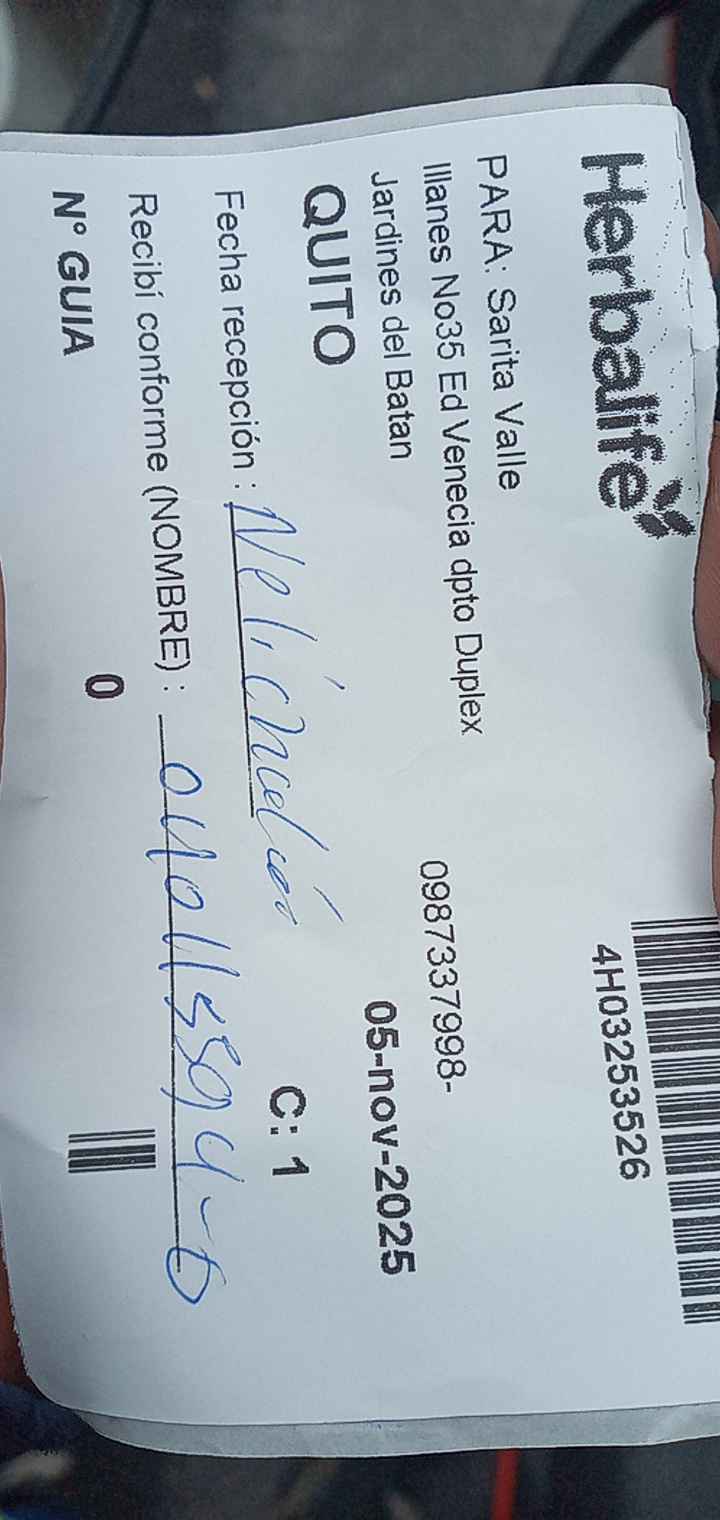 Herbalife
4H03253526
PARA: Sarita Valle
Illanes No35 Ed Venecia dpto Duplex
0987337998-
Jardines del Batan
05-nov-2025
QUITO
C: 1
Fecha recepción :
Recibí conforme (NOMBRE) :
N° GUIA 0